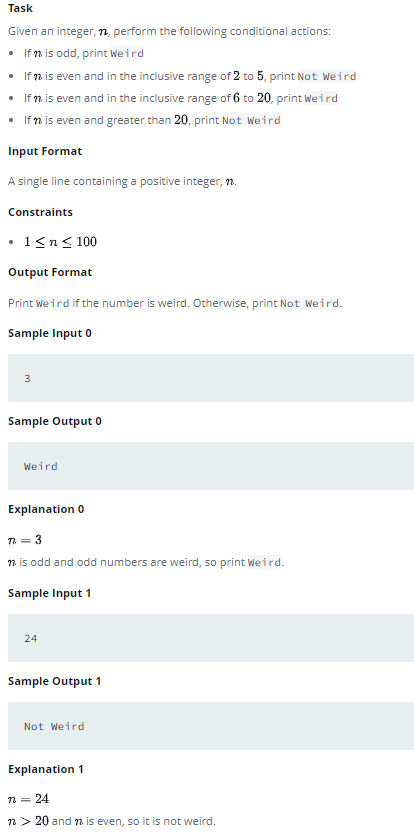 Task
Given an integer, n, perform the following conditional actions:
• If n is odd, print Weird
• If n is even and in the inclusive range of 2 to 5, print Not Weird
• If n is even and in the inclusive range of 6 to 20, print Weird
• If n is even and greater than 20, print Not Weird
Input Format
A single line containing a positive integer, n.
Constraints
• 1 ≤ n ≤ 100
Output Format
Print Weird if the number is weird. Otherwise, print Not Weird.
Sample Input 0
3
Sample Output 0
Weird
Explanation 0
n = 3
n is odd and odd numbers are weird, so print Weird.
Sample Input 1
24
Sample Output 1
Not Weird
Explanation 1
n = 24
n > 20 and n is even, so it is not weird.